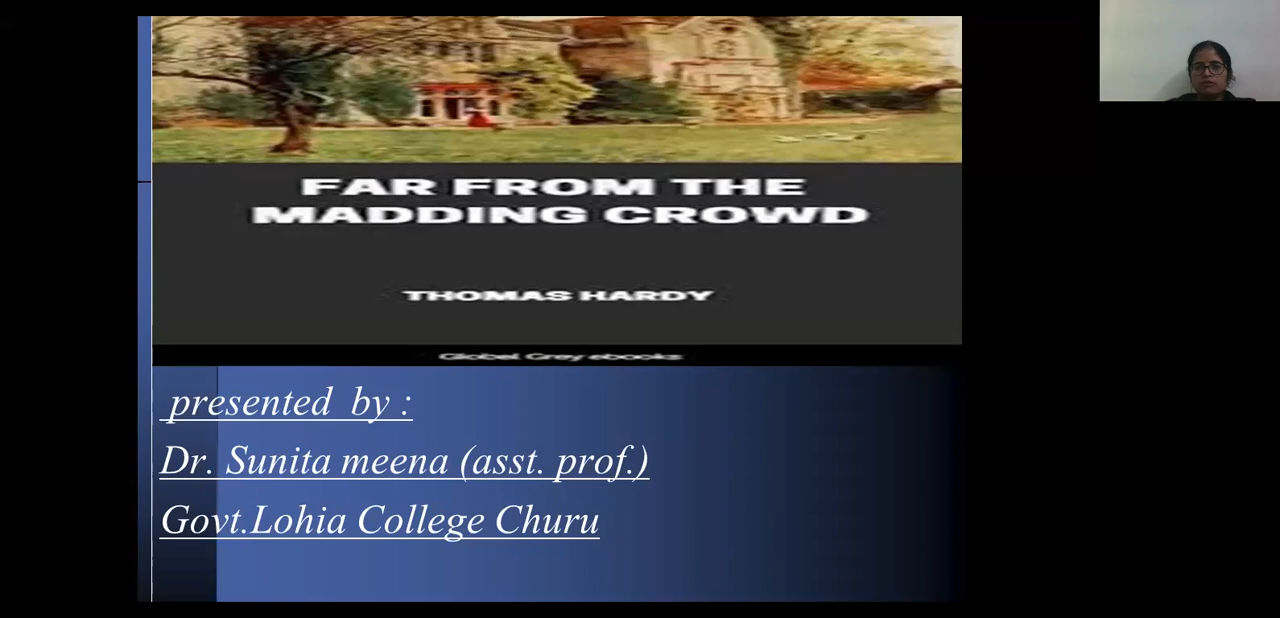 FAR FROM THE
MADDING CROWD
THOMAS HARDY
Global Grey ebooks
presented by :
Dr. Sunita meena (asst. prof.)
Govt.Lohia College Churu